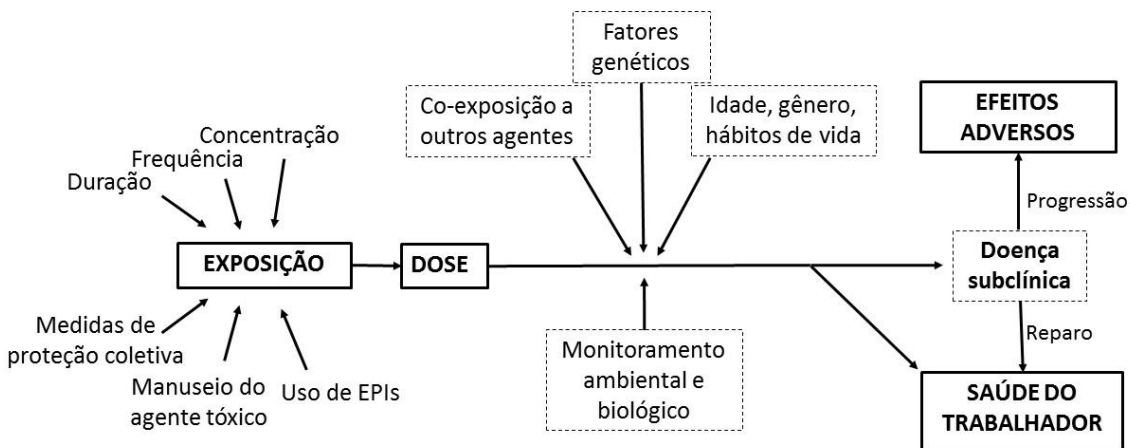 Fatores
genéticos
Co-exposição a
outros agentes
Idade, gênero,
hábitos de vida
EFEITOS
ADVERSOS
Concentração
Frequência
Duração
Progressão
EXPOSIÇÃO
DOSE
Doença
subclínica
Medidas de
proteção coletiva
Manuseio do
agente tóxico
Uso de EPIs
Monitoramento
ambiental e
biológico
Reparo
SAÚDE DO
TRABALHADOR